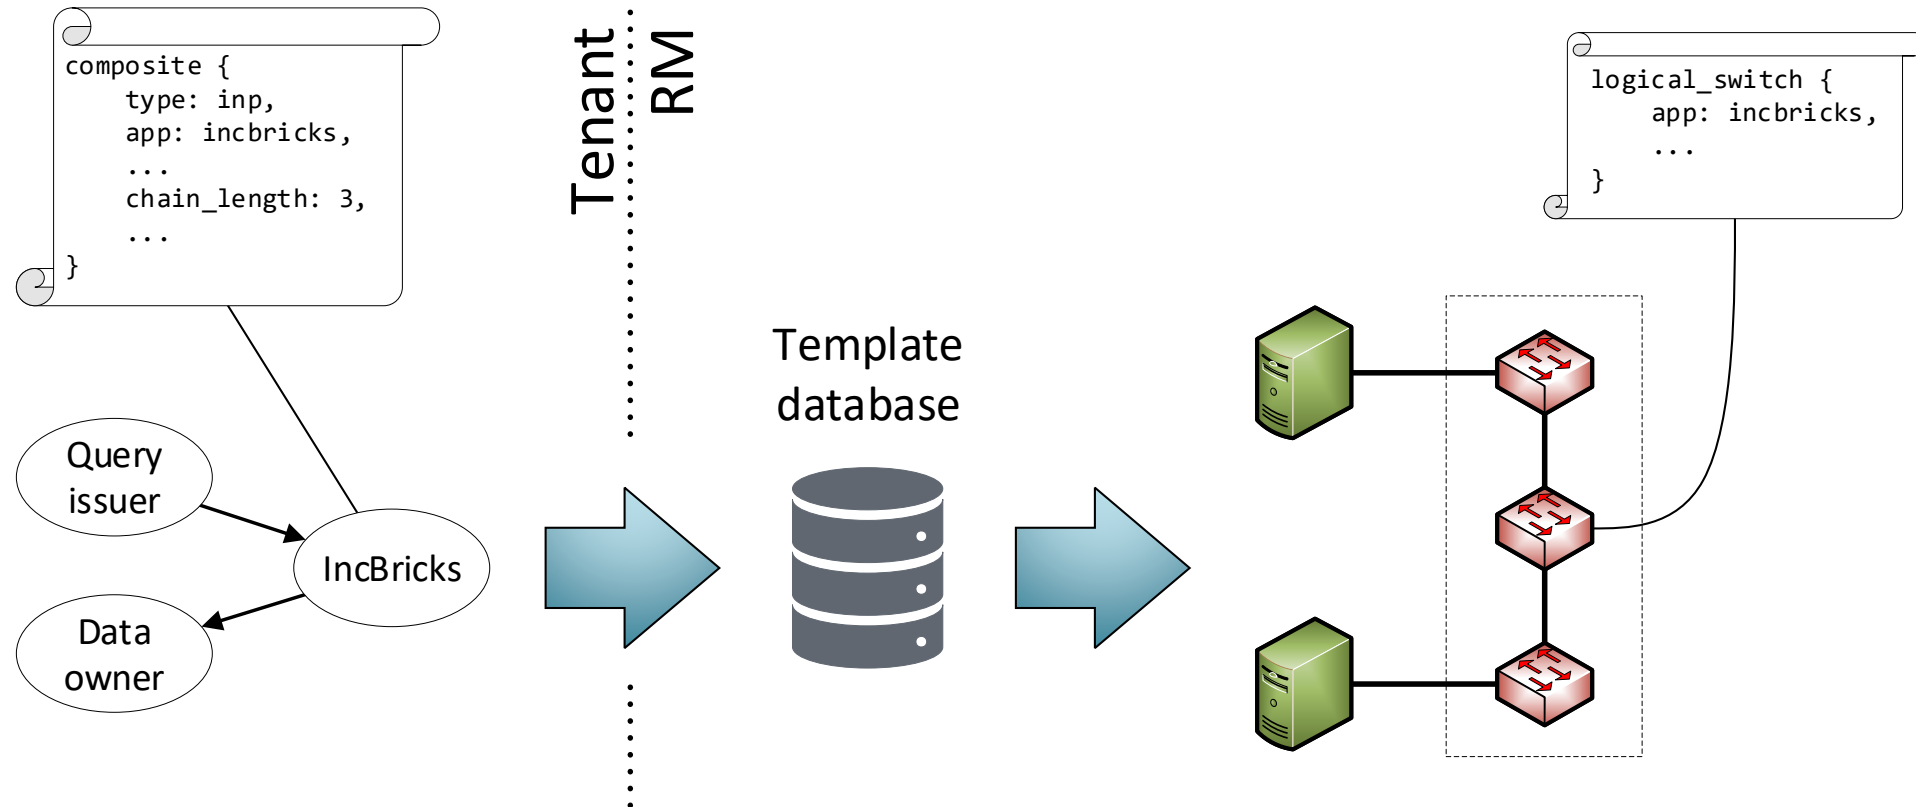 composite {
    type: inp,
    app: incbricks,
    ...
    chain_length: 3,
    ...
}
Query
issuer
IncBricks
Data
owner
Tenant
RM
Template
database
logical_switch {
    app: incbricks,
    ...
}